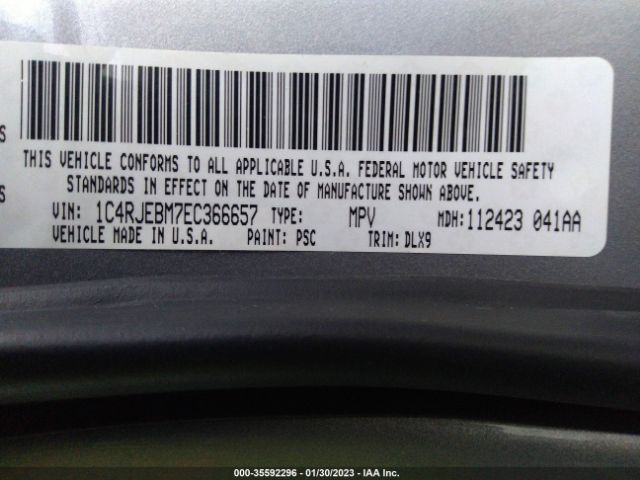 S
THIS VEHICLE CONFORMS TO ALL APPLICABLE U.S.A. FEDERAL MOTOR VEHICLE SAFETY
S STANDARDS IN EFFECT ON THE DATE OF MANUFACTURE SHOWN ABOVE.
VIN: 1C4RJEBM7EC366657 TYPE: MPV MDH: 112423 041AA
VEHICLE MADE IN U.S.A. PAINT: PSC TRIM: DLX9
000-35592296 - 01/30/2023 - IAA Inc.